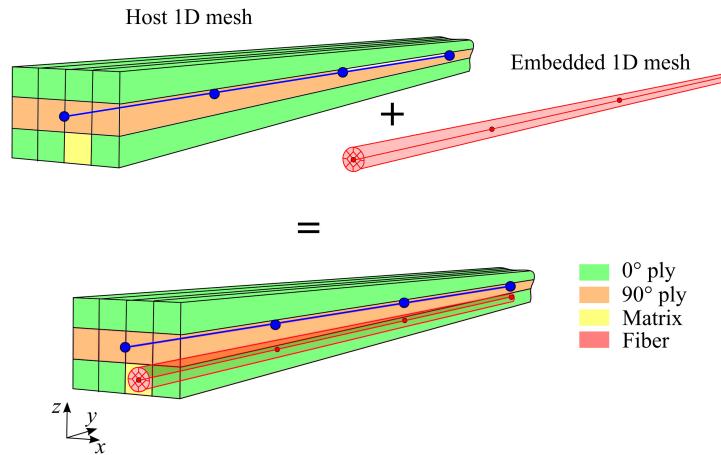 Host 1D mesh
Embedded 1D mesh
+
=
0° ply
90° ply
Matrix
Fiber
z
y
x